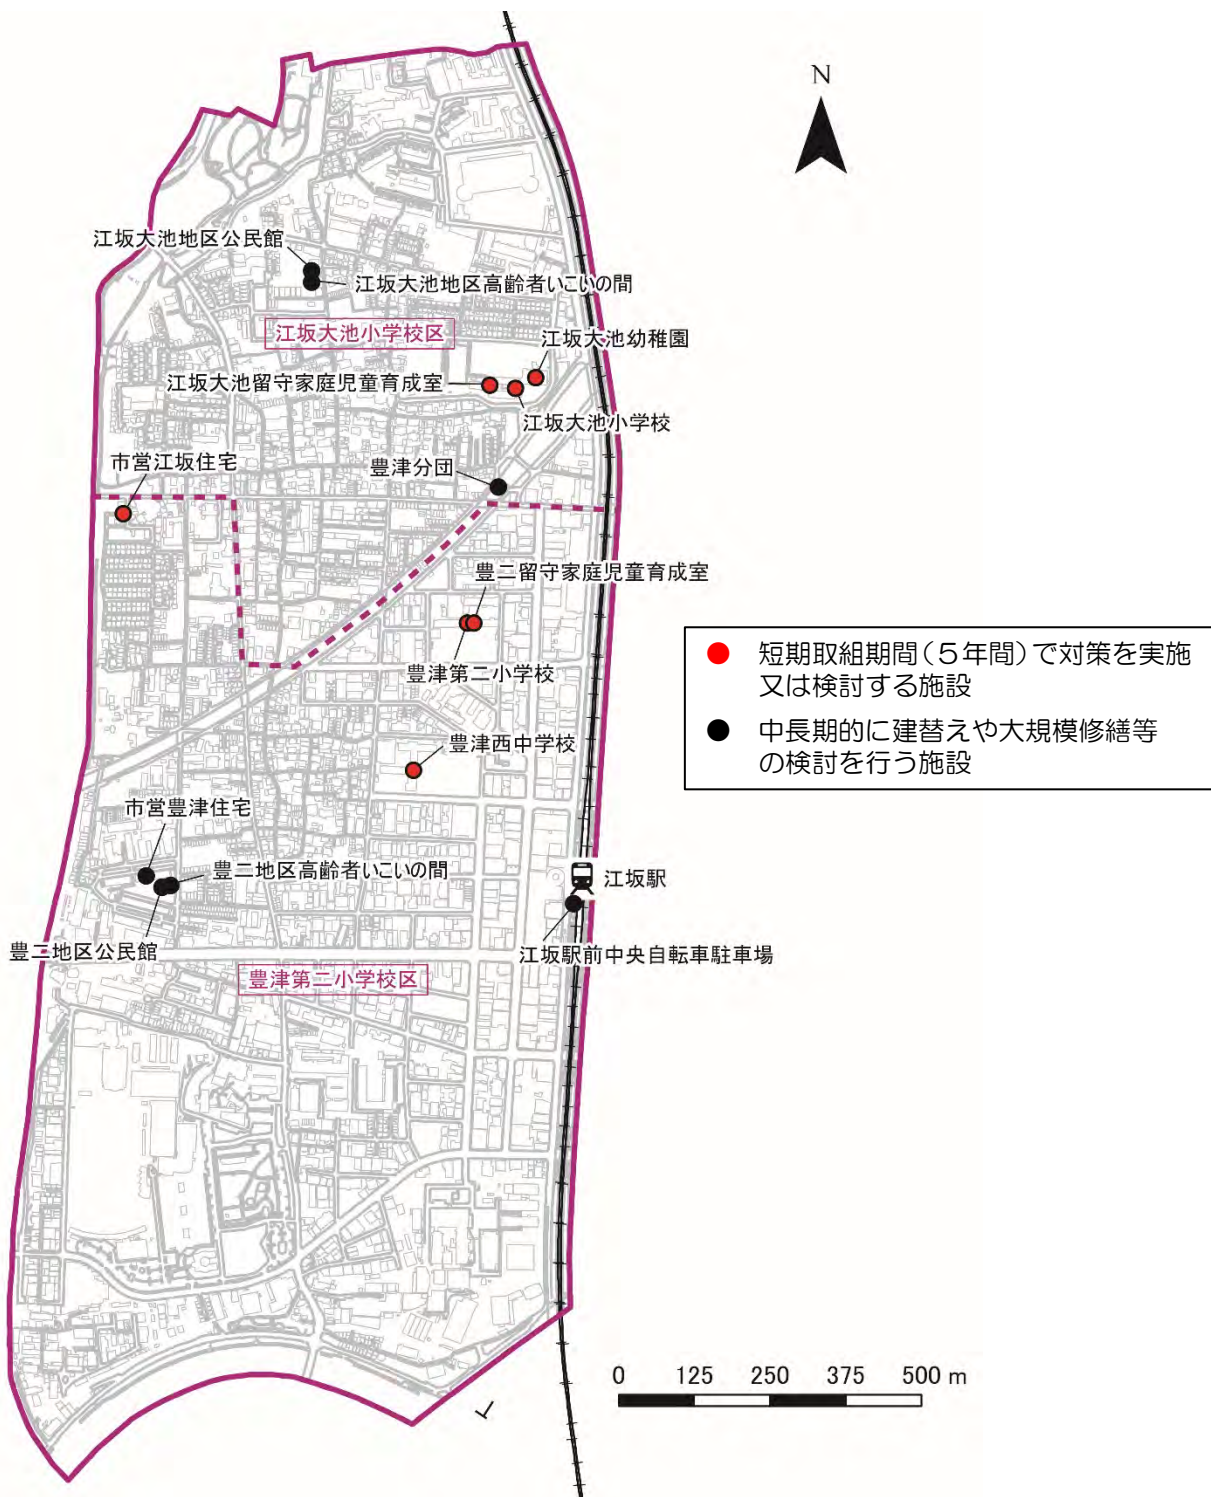 N
江坂大池地区公民館
江坂大池地区高齢者いこいの間
江坂大池小学校区
江坂大池幼稚園
江坂大池留守家庭児童育成室
江坂大池小学校
市営江坂住宅
豊津分団
豊二留守家庭児童育成室
豊津第二小学校
短期取組期間(5年間)で対策を実施
又は検討する施設
中長期的に建替えや大規模修繕等
の検討を行う施設
豊津西中学校
市営豊津住宅
豊二地区高齢者いこいの間
江坂駅
豊二地区公民館
江坂駅前中央自転車駐車場
豊津第二小学校区
0 125 250 375 500 m